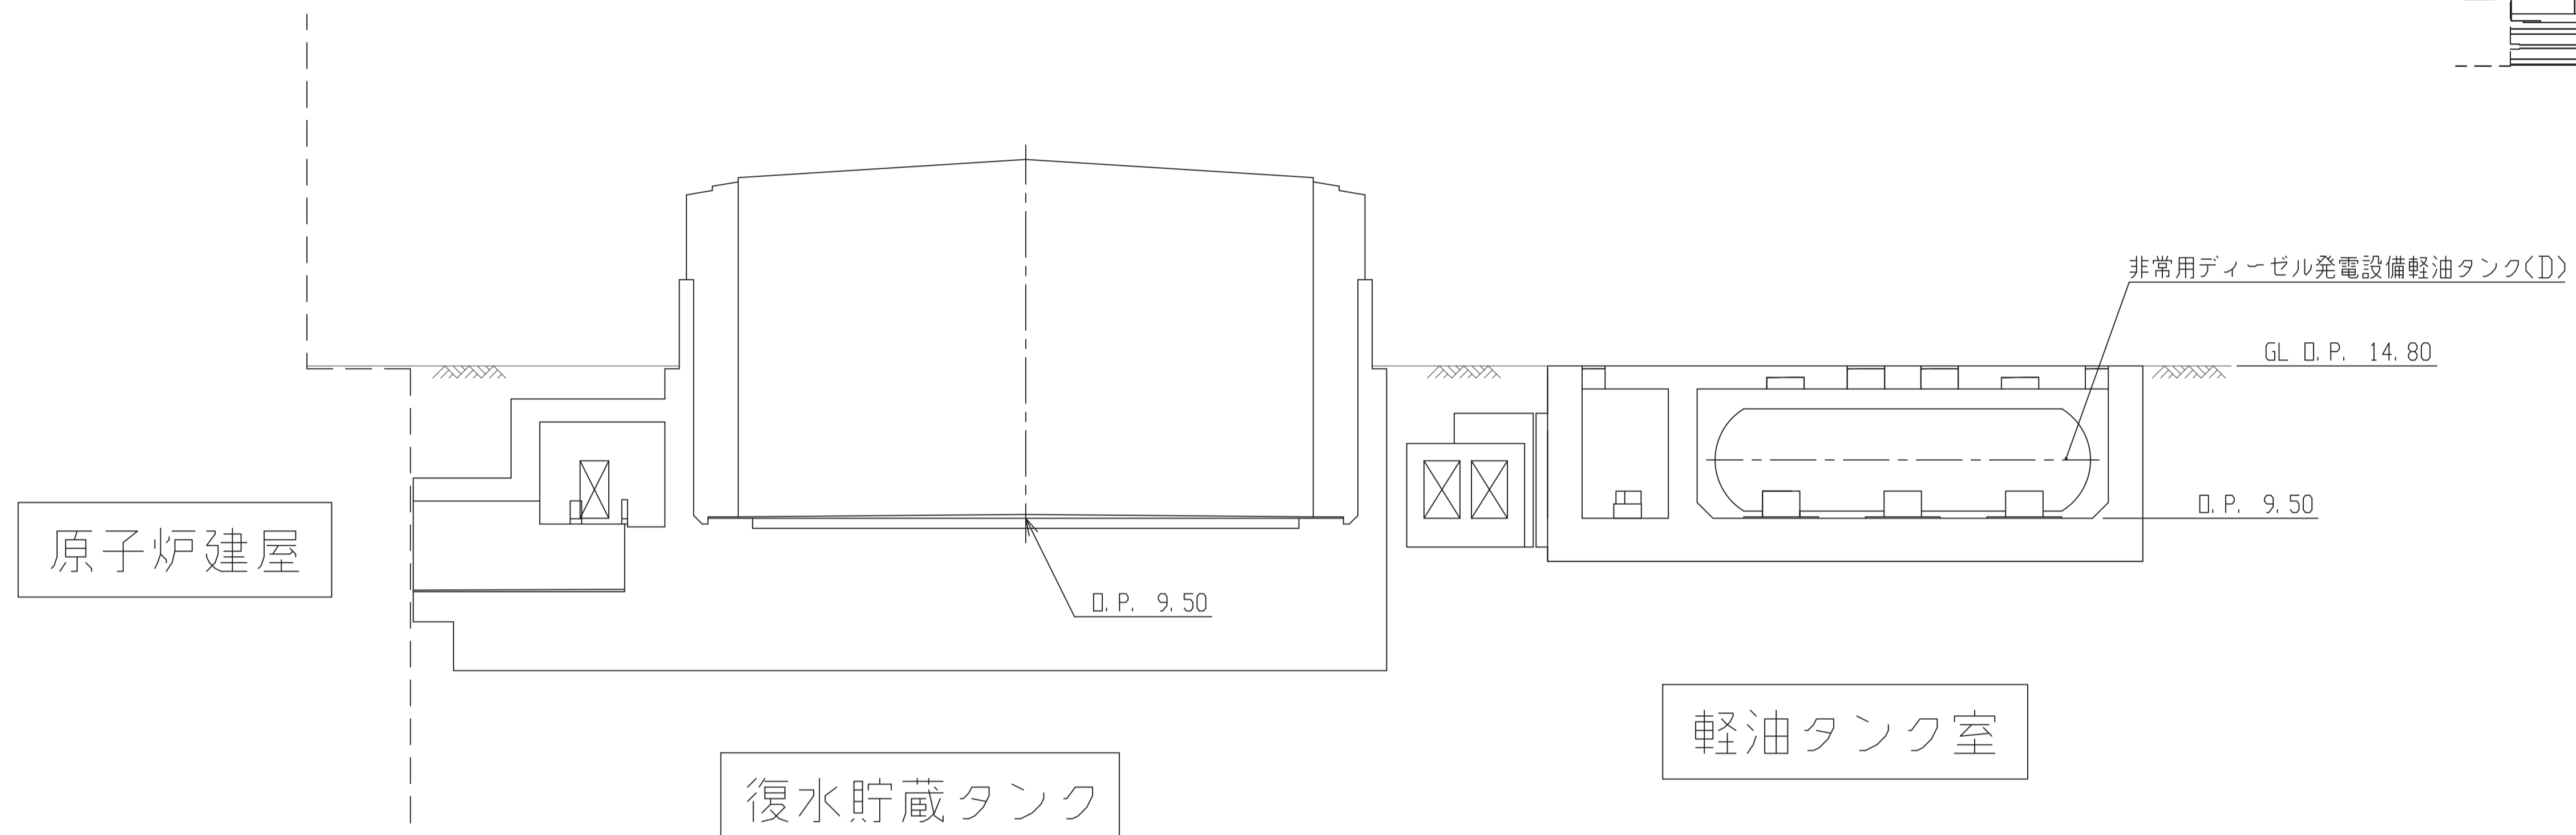 非常用ディーゼル発電設備軽油タンク(D)
GL O.P. 14.80
O.P. 9.50
原子炉建屋
O.P. 9.50
軽油タンク室
復水貯蔵タンク